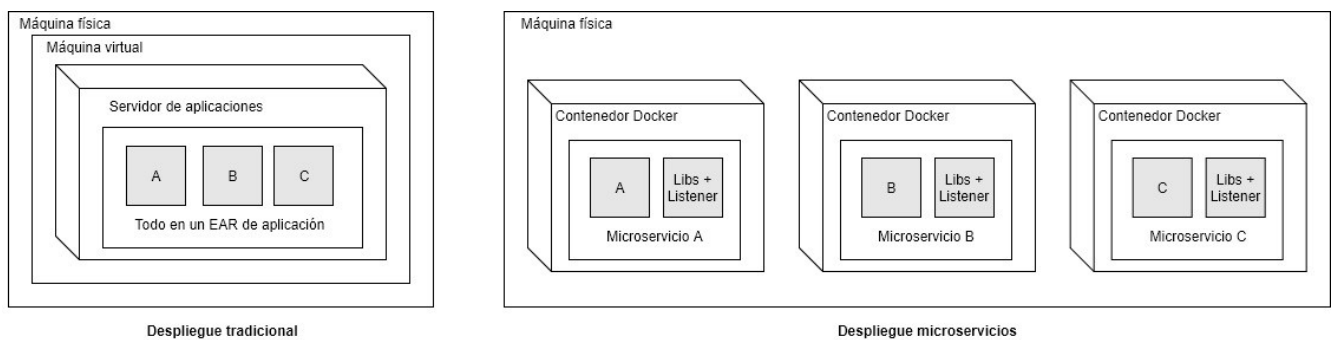 Máquina física
Máquina virtual
Servidor de aplicaciones
A
B
C
Todo en un EAR de aplicación
Despliegue tradicional
Máquina física
Contenedor Docker
A
Libs +
Listener
Microservicio A
Contenedor Docker
B
Libs +
Listener
Microservicio B
Contenedor Docker
C
Libs +
Listener
Microservicio C
Despliegue microservicios